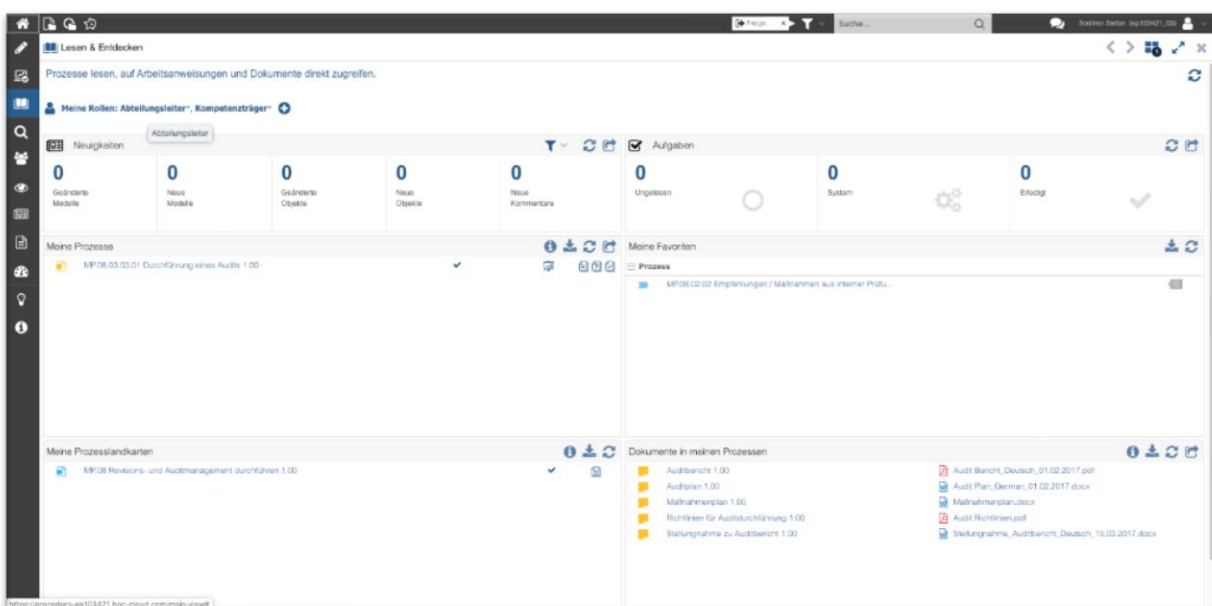 Freige...
Suche...
Lesen & Entdecken
Prozesse lesen, auf Arbeitsanweisungen und Dokumente direkt zugreifen.
Meine Rollen: Abteilungsleiter*, Kompetenzträger*
Abteilungsleiter
Neuigkeiten
Aufgaben
0 0 0 0 0 0 0 0
Geänderte Modelle
Neue Modelle
Geänderte Objekte
Neue Objekte
Neue Kommentare
Ungelesen
System
Erledigt
Meine Prozesse
MP.08.03.03.01 Durchführung eines Audits 1.00
Meine Favoriten
Prozess
MP.08.02.02 Empfehlungen / Maßnahmen aus interner Prüfu...
Meine Prozesslandkarten
MP.08 Revisions- und Auditmanagement durchführen 1.00
Dokumente in meinen Prozessen
Auditbericht 1.00 Audit Bericht_Deutsch_01.02.2017.pdf
Auditplan 1.00 Audit Plan_German_01.02.2017.docx
Maßnahmenplan 1.00 Maßnahmenplan.docx
Richtlinien für Auditdurchführung 1.00 Audit Richtlinien.pdf
Stellungnahme zu Auditbericht 1.00 Stellungnahme_Auditbericht_Deutsch_15.03.2017.docx